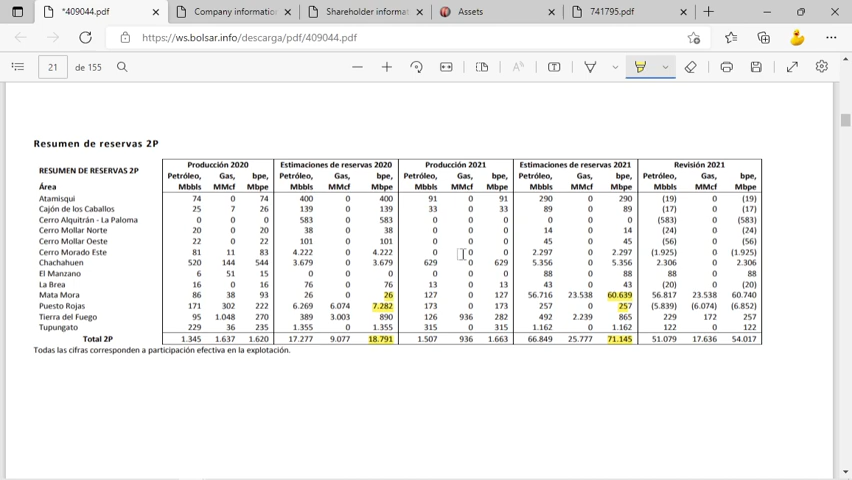 *409044.pdf
Company information
Shareholder informat
Assets
741795.pdf
https://ws.bolsar.info/descarga/pdf/409044.pdf
21 de 155
Resumen de reservas 2P
Producción 2020 Estimaciones de reservas 2020 Producción 2021 Estimaciones de reservas 2021 Revisión 2021
RESUMEN DE RESERVAS 2P Petróleo, Gas, bpe, Petróleo, Gas, bpe, Petróleo, Gas, bpe, Petróleo, Gas, bpe, Petróleo, Gas, bpe,
Área Mbbls MMcf Mbpe Mbbls MMcf Mbpe Mbbls MMcf Mbpe Mbbls MMcf Mbpe Mbbls MMcf Mbpe
Atamisqui 74 0 74 400 0 400 91 0 91 290 0 290 (19) 0 (19)
Cajón de los Caballos 25 7 26 139 0 139 33 0 33 89 0 89 (17) 0 (17)
Cerro Alquitrán - La Paloma 0 0 0 583 0 583 0 0 0 0 0 0 (583) 0 (583)
Cerro Mollar Norte 20 0 20 38 0 38 0 0 0 14 0 14 (24) 0 (24)
Cerro Mollar Oeste 22 0 22 101 0 101 0 0 0 45 0 45 (56) 0 (56)
Cerro Morado Este 81 11 83 4.222 0 4.222 0 0 0 2.297 0 2.297 (1.925) 0 (1.925)
Chachahuen 520 144 544 3.679 0 3.679 629 0 629 5.356 0 5.356 2.306 0 2.306
El Manzano 6 51 15 0 0 0 0 0 0 88 0 88 88 0 88
La Brea 16 0 16 76 0 76 13 0 13 43 0 43 (20) 0 (20)
Mata Mora 86 38 93 26 0 26 127 0 127 56.716 23.538 60.639 56.817 23.538 60.740
Puesto Rojas 171 302 222 6.269 6.074 7.282 173 0 173 257 0 257 (5.839) (6.074) (6.852)
Tierra del Fuego 95 1.048 270 389 3.003 890 126 936 282 492 2.239 865 229 172 257
Tupungato 229 36 235 1.355 0 1.355 315 0 315 1.162 0 1.162 122 0 122
Total 2P 1.345 1.637 1.620 17.277 9.077 18.791 1.507 936 1.663 66.849 25.777 71.145 51.079 17.636 54.017
Todas las cifras corresponden a participación efectiva en la explotación.